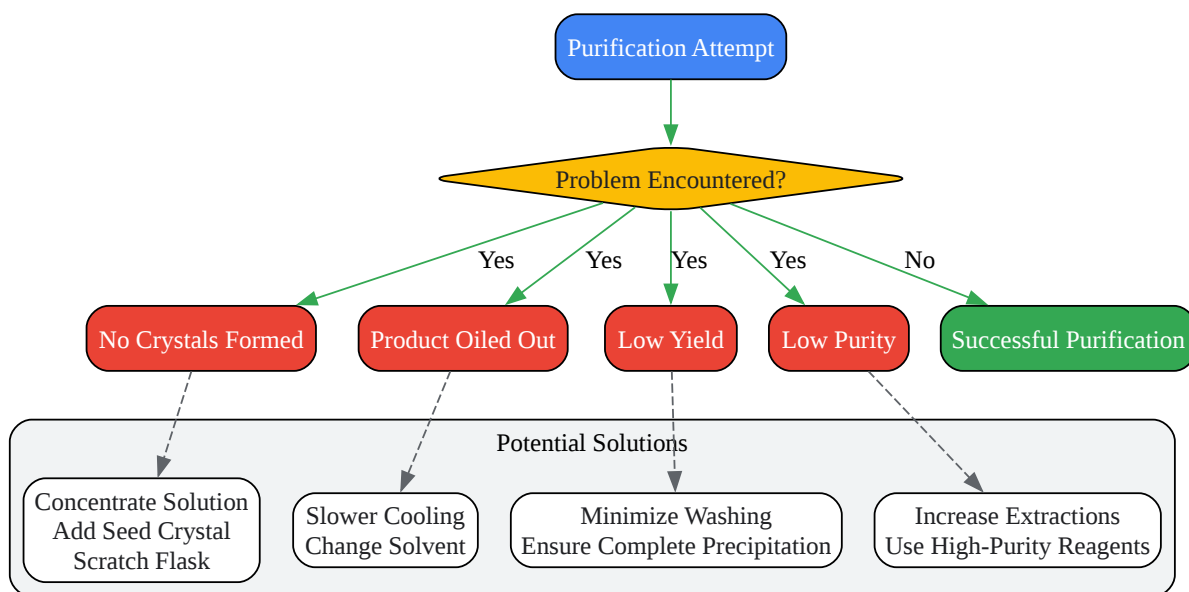 Purification Attempt
Problem Encountered?
Yes
Yes
Yes
Yes
No
No Crystals Formed
Product Oiled Out
Low Yield
Low Purity
Successful Purification
Potential Solutions
Concentrate Solution
Add Seed Crystal
Scratch Flask
Slower Cooling
Change Solvent
Minimize Washing
Ensure Complete Precipitation
Increase Extractions
Use High-Purity Reagents